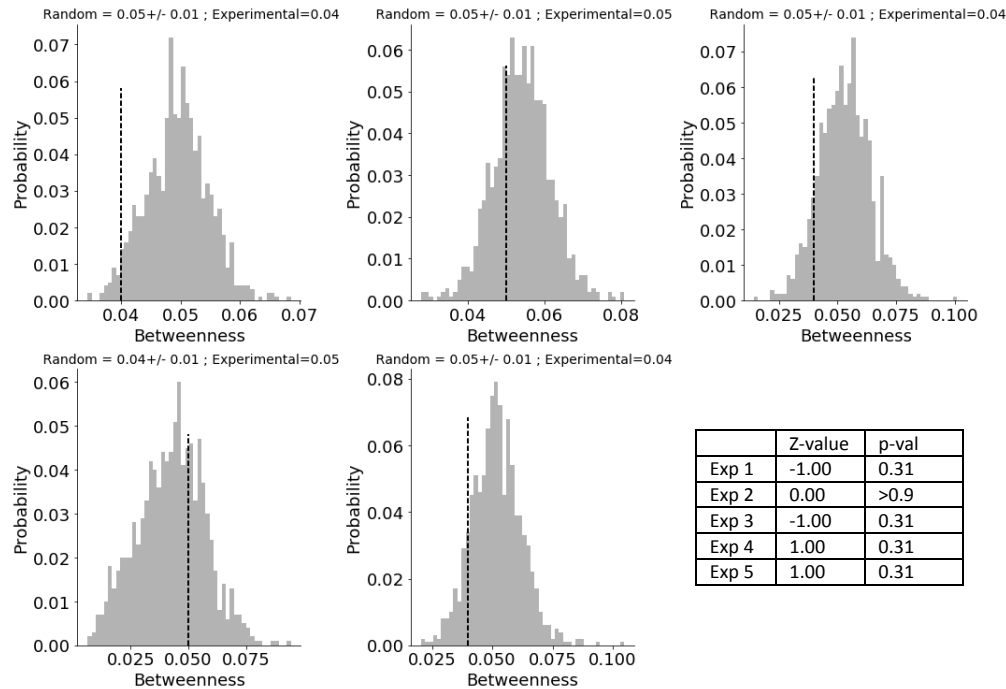 Random = 0.05+/- 0.01 ; Experimental=0.04
0.07
0.06
0.05
0.04
0.03
0.02
0.01
0.00
Probability
0.04 0.05 0.06 0.07
Betweenness
Random = 0.05+/- 0.01 ; Experimental=0.05
0.06
0.05
0.04
0.03
0.02
0.01
0.00
Probability
0.04 0.06 0.08
Betweenness
Random = 0.05+/- 0.01 ; Experimental=0.04
0.07
0.06
0.05
0.04
0.03
0.02
0.01
0.00
Probability
0.025 0.050 0.075 0.100
Betweenness
Random = 0.04+/- 0.01 ; Experimental=0.05
0.06
0.05
0.04
0.03
0.02
0.01
0.00
Probability
0.025 0.050 0.075
Betweenness
Random = 0.05+/- 0.01 ; Experimental=0.04
0.08
0.06
0.04
0.02
0.00
Probability
0.025 0.050 0.075 0.100
Betweenness
Z-value p-val
Exp 1 -1.00 0.31
Exp 2 0.00 >0.9
Exp 3 -1.00 0.31
Exp 4 1.00 0.31
Exp 5 1.00 0.31